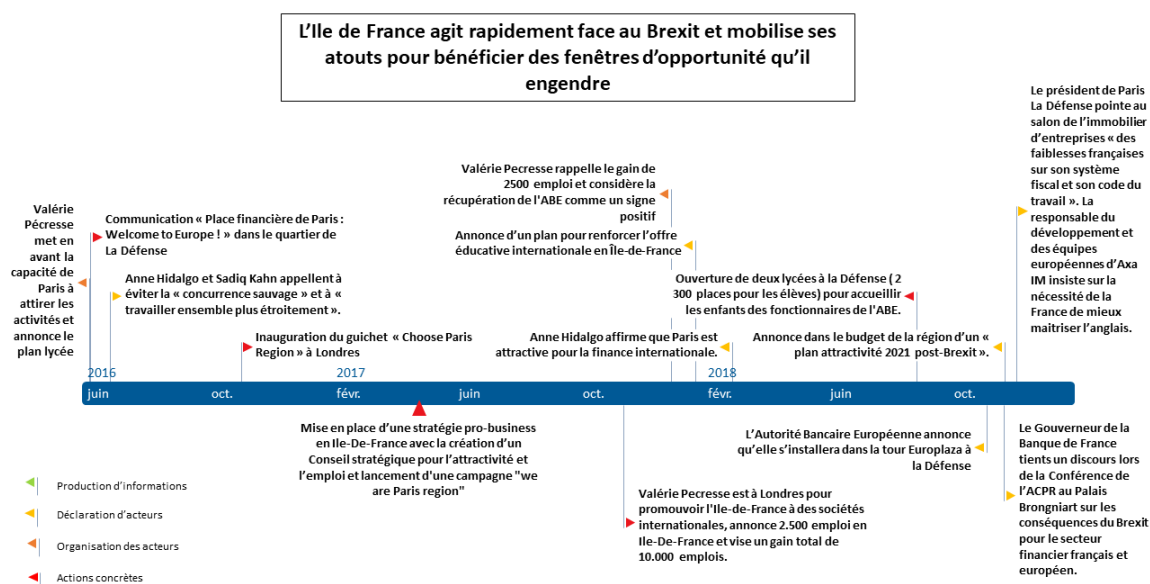 L’Ile de France agit rapidement face au Brexit et mobilise ses
atouts pour bénéficier des fenêtres d’opportunité qu’il
engendre
Le président de Paris
La Défense pointe au
salon de l’immobilier
d’entreprises « des
faiblesses françaises
sur son système
fiscal et son code du
travail ». La
responsable du
développement et
des équipes
européennes d’Axa
IM insiste sur la
nécessité de la
France de mieux
maitriser l’anglais.
Valérie Pecresse rappelle le gain de
2500 emploi et considère la
récupération de l'ABE comme un signe
positif
Valérie
Pécresse
met en
avant la
capacité de
Paris à
attirer les
activités et
annonce le
plan lycée
Communication « Place financière de Paris :
Welcome to Europe ! » dans le quartier de
La Défense
Annonce d’un plan pour renforcer l’offre
éducative internationale en Île-de-France
Anne Hidalgo et Sadiq Kahn appellent à
éviter la « concurrence sauvage » et à «
travailler ensemble plus étroitement ».
Ouverture de deux lycées à la Défense ( 2
300 places pour les élèves) pour accueillir
les enfants des fonctionnaires de l'ABE.
Inauguration du guichet « Choose Paris
Region » à Londres
Anne Hidalgo affirme que Paris est
attractive pour la finance internationale.
Annonce dans le budget de la région d’un «
plan attractivité 2021 post-Brexit ».
2016
2017
2018
juin
oct.
févr.
juin
oct.
févr.
juin
oct.
Mise en place d’une stratégie pro-business
en Ile-De-France avec la création d’un
Conseil stratégique pour l’attractivité et
l’emploi et lancement d'une campagne "we
are Paris region"
L’Autorité Bancaire Européenne annonce
qu’elle s’installera dans la tour Europlaza à
la Défense
Le Gouverneur de la
Banque de France
tients un discours lors
de la Conférence de
l’ACPR au Palais
Brongniart sur les
conséquences du Brexit
pour le secteur
financier français et
européen.
Valérie Pecresse est à Londres pour
promouvoir l'Ile-de-France à des sociétés
internationales, annonce 2.500 emploi en
Ile-De-France et vise un gain total de
10.000 emplois.
Production d’informations
Déclaration d’acteurs
Organisation des acteurs
Actions concrètes